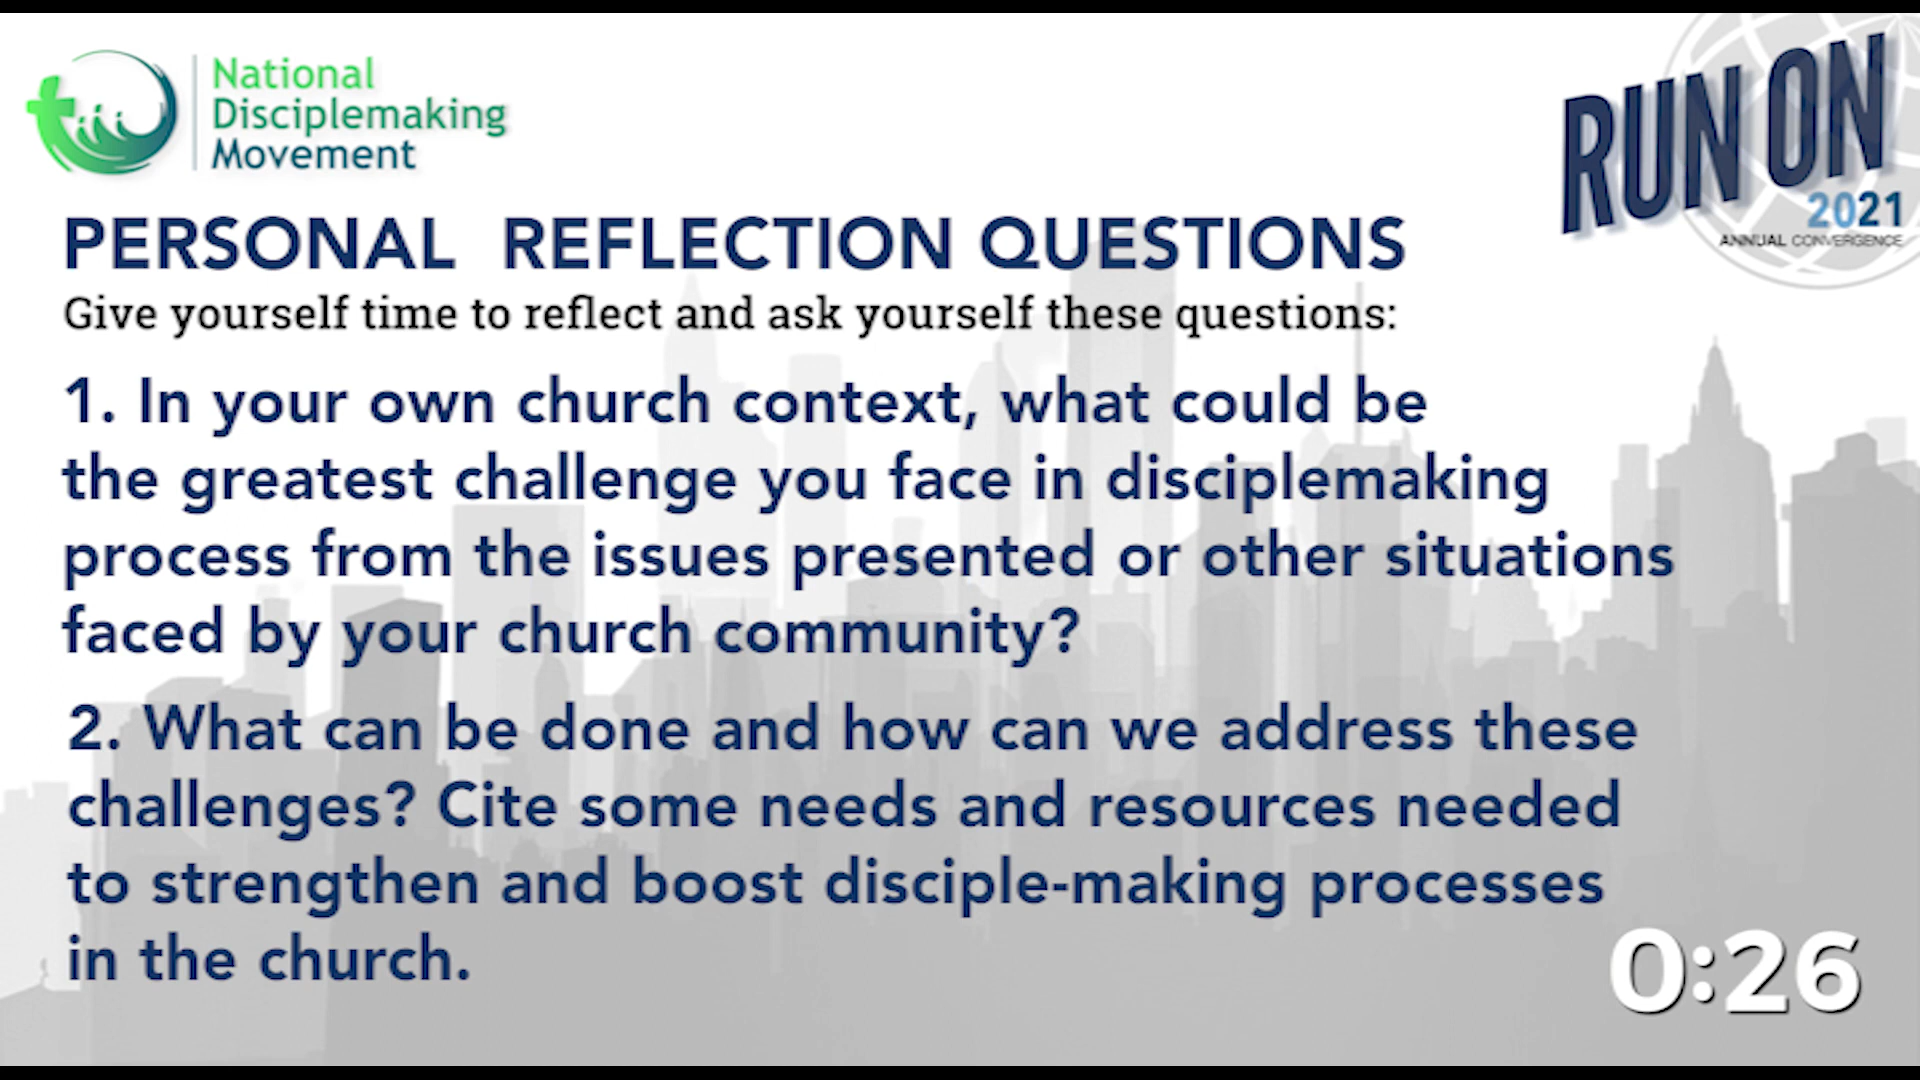 National
Disciplemaking
Movement
RUN ON
2021
ANNUAL CONVERGENCE
PERSONAL REFLECTION QUESTIONS
Give yourself time to reflect and ask yourself these questions:
1. In your own church context, what could be
the greatest challenge you face in disciplemaking
process from the issues presented or other situations
faced by your church community?
2. What can be done and how can we address these
challenges? Cite some needs and resources needed
to strengthen and boost disciple-making processes
in the church.
0:26